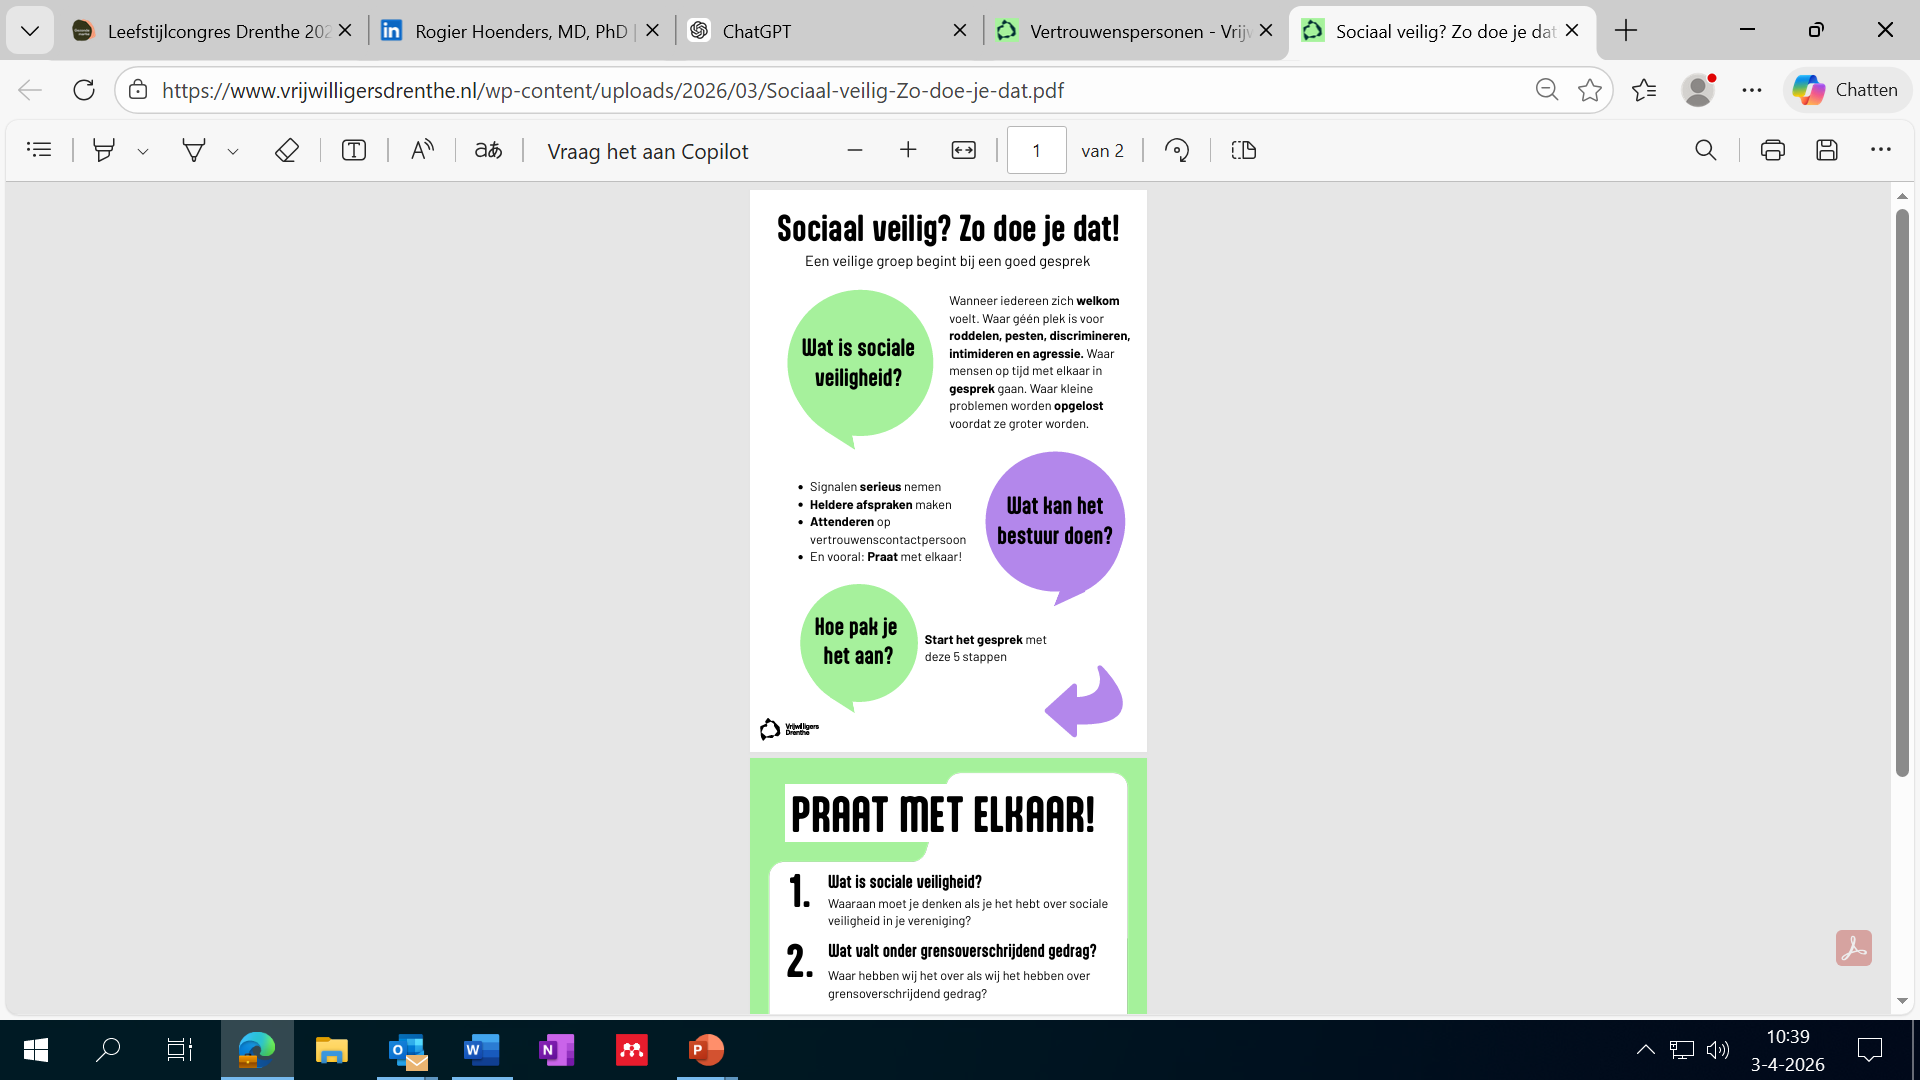 Leefstijlcongres Drenthe 202
Rogier Hoenders, MD, PhD |
ChatGPT
Vertrouwenspersonen - Vrijw
Sociaal veilig? Zo doe je dat
https://www.vrijwilligersdrenthe.nl/wp-content/uploads/2026/03/Sociaal-veilig-Zo-doe-je-dat.pdf
Chatten
Vraag het aan Copilot
1 van 2
Sociaal veilig? Zo doe je dat!
Een veilige groep begint bij een goed gesprek
Wat is sociale
veiligheid?
Wanneer iedereen zich welkom
voelt. Waar géén plek is voor
roddelen, pesten, discrimineren,
intimideren en agressie. Waar
mensen op tijd met elkaar in
gesprek gaan. Waar kleine
problemen worden opgelost
voordat ze groter worden.
• Signalen serieus nemen
• Heldere afspraken maken
• Attenderen op
vertrouwenscontactpersoon
• En vooral: Praat met elkaar!
Wat kan het
bestuur doen?
Hoe pak je
het aan?
Start het gesprek met
deze 5 stappen
Vrijwilligers
Drenthe
PRAAT MET ELKAAR!
1. Wat is sociale veiligheid?
Waaraan moet je denken als je het hebt over sociale
veiligheid in je vereniging?
2. Wat valt onder grensoverschrijdend gedrag?
Waar hebben wij het over als wij het hebben over
grensoverschrijdend gedrag?
10:39
3-4-2026